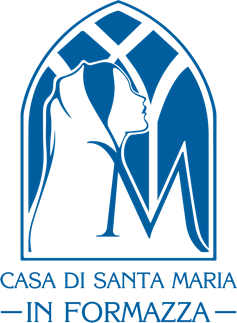 M
CASA DI SANTA MARIA
— IN FORMAZZA —